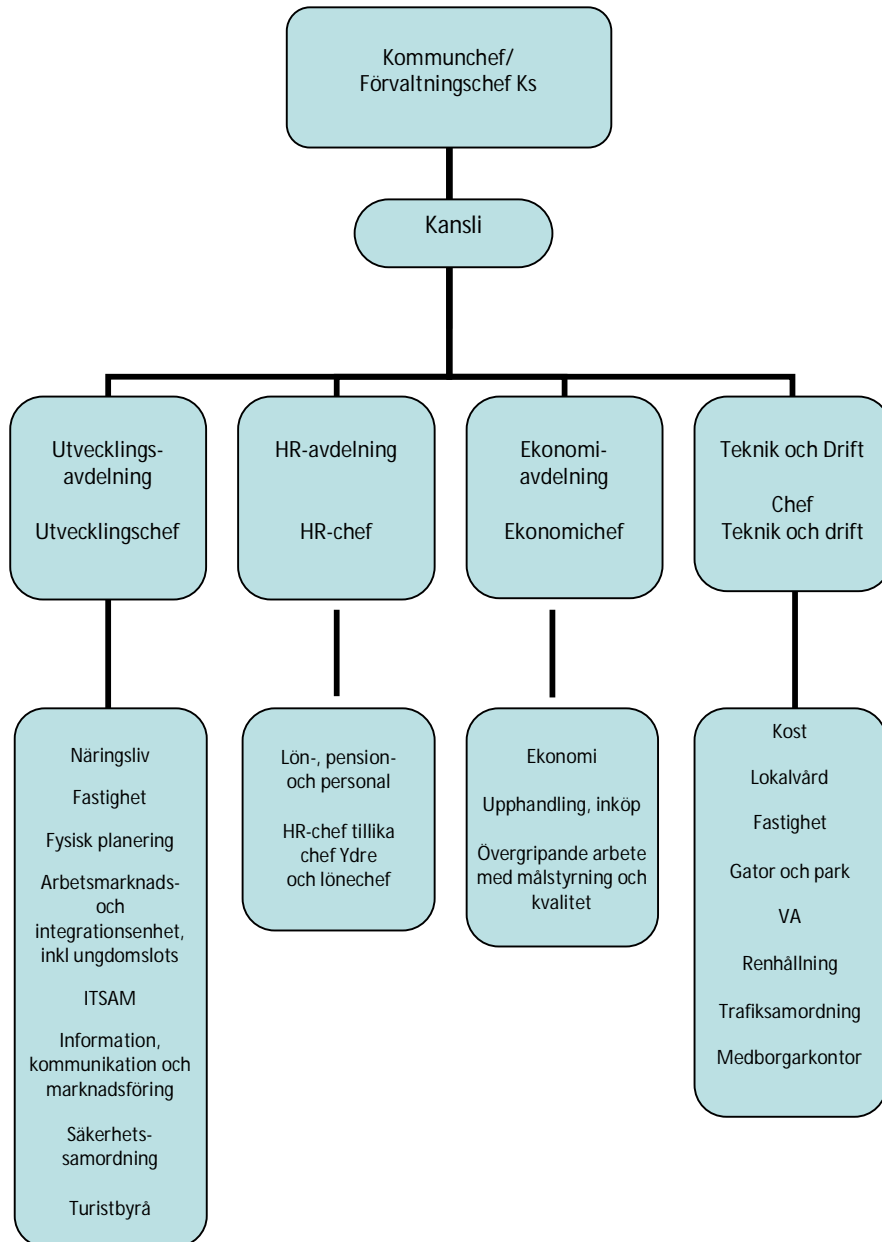 Kommunchef/
Förvaltningschef Ks
Kansli
Utvecklings-
avdelning
Utvecklingschef
HR-avdelning
HR-chef
Ekonomi-
avdelning
Ekonomichef
Teknik och Drift
Chef
Teknik och drift
Näringsliv
Fastighet
Fysisk planering
Arbetsmarknads-
och
integrationsenhet,
inkl ungdomslots
ITSAM
Information,
kommunikation och
marknadsföring
Säkerhets-
samordning
Turistbyrå
Lön-, pension-
och personal
HR-chef tillika
chef Ydre
och lönechef
Ekonomi
Upphandling, inköp
Övergripande arbete
med målstyrning och
kvalitet
Kost
Lokalvård
Fastighet
Gator och park
VA
Renhållning
Trafiksamordning
Medborgarkontor